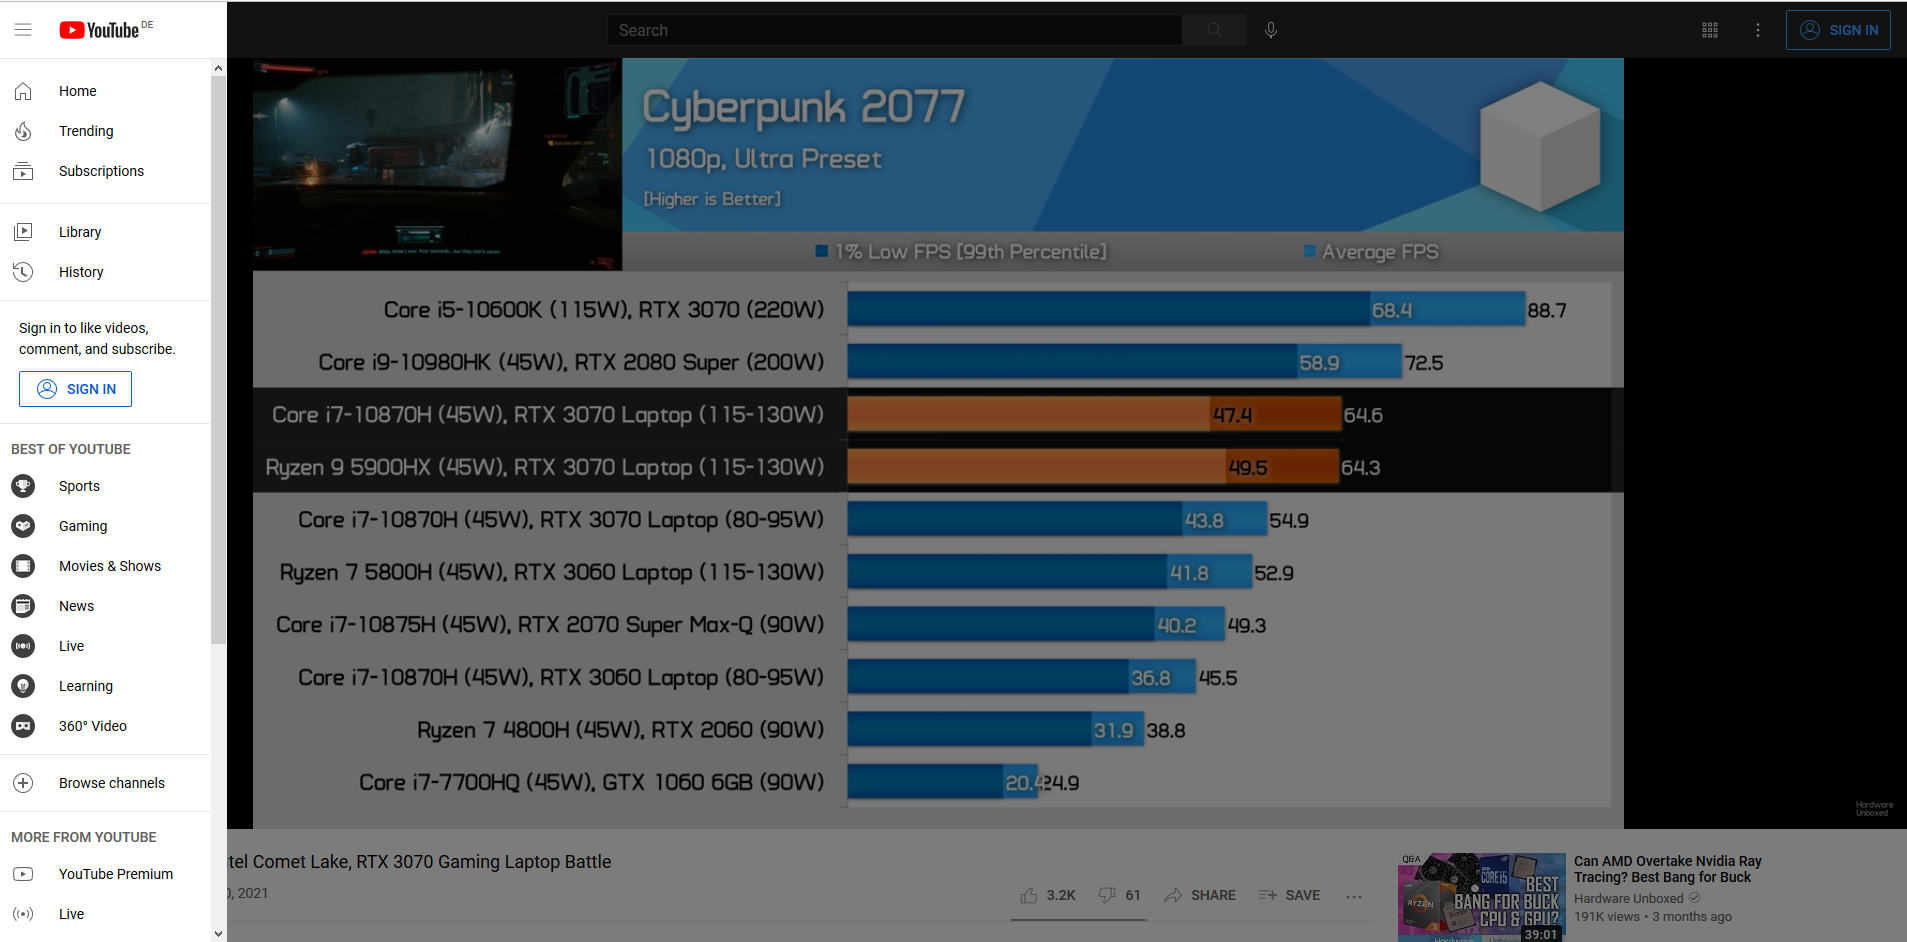 YouTube DE
Search
SIGN IN
Home
Trending
Subscriptions
Library
History
Sign in to like videos,
comment, and subscribe.
SIGN IN
BEST OF YOUTUBE
Sports
Gaming
Movies & Shows
News
Live
Learning
360° Video
Browse channels
MORE FROM YOUTUBE
YouTube Premium
Live
Cyberpunk 2077
1080p, Ultra Preset
[Higher is Better]
1% Low FPS [99th Percentile] Average FPS
Core i5-10600K (115W), RTX 3070 (220W) 68.4 88.7
Core i9-10980HK (45W), RTX 2080 Super (200W) 58.9 72.5
Core i7-10870H (45W), RTX 3070 Laptop (115-130W) 47.4 64.6
Ryzen 9 5900HX (45W), RTX 3070 Laptop (115-130W) 49.5 64.3
Core i7-10870H (45W), RTX 3070 Laptop (80-95W) 43.8 54.9
Ryzen 7 5800H (45W), RTX 3060 Laptop (115-130W) 41.8 52.9
Core i7-10875H (45W), RTX 2070 Super Max-Q (90W) 40.2 49.3
Core i7-10870H (45W), RTX 3060 Laptop (80-95W) 36.8 45.5
Ryzen 7 4800H (45W), RTX 2060 (90W) 31.9 38.8
Core i7-7700HQ (45W), GTX 1060 6GB (90W) 20.4 24.9
Hardware
Unboxed
tel Comet Lake, RTX 3070 Gaming Laptop Battle
0, 2021
3.2K 61 SHARE SAVE
Q&A
CORE i5
RYZEN
BEST
BANG FOR BUCK
CPU & GPU?
39:01
Can AMD Overtake Nvidia Ray
Tracing? Best Bang for Buck
Hardware Unboxed
191K views • 3 months ago